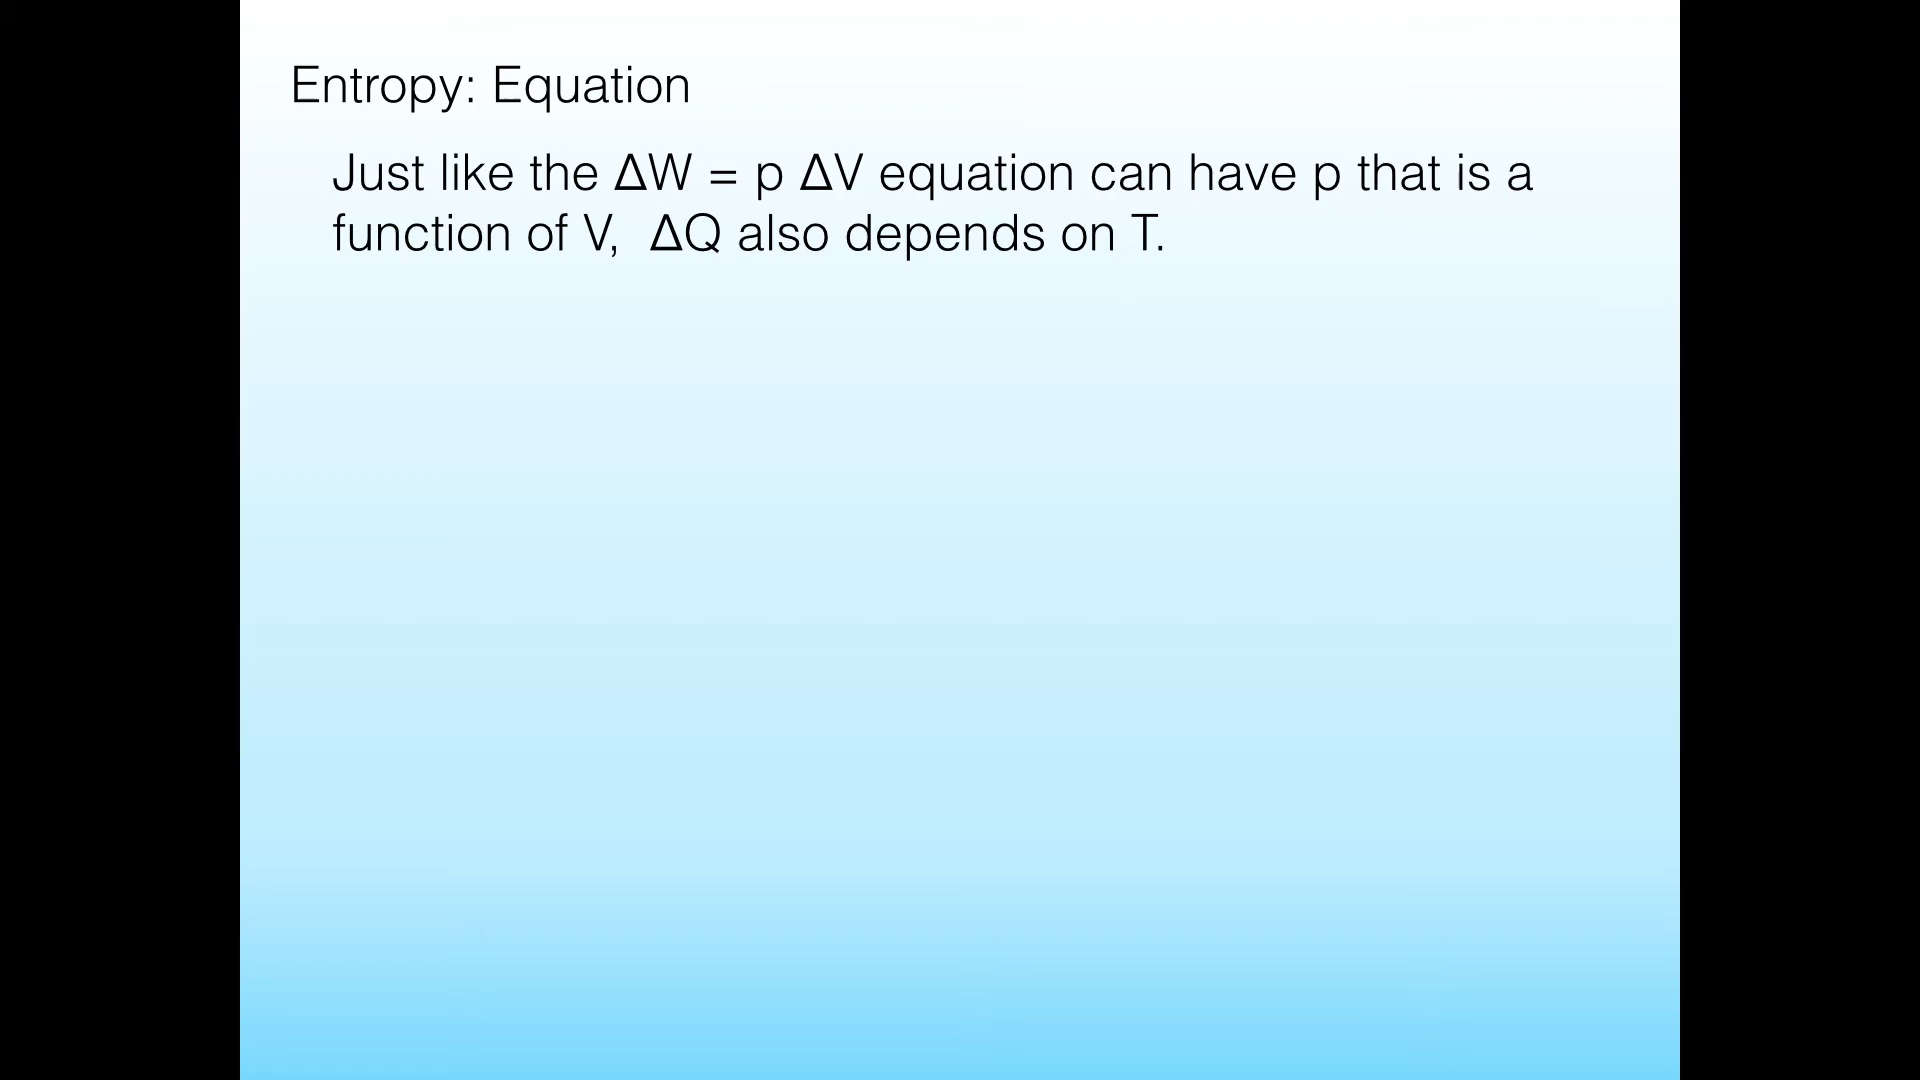 Entropy: Equation
Just like the ΔW = p ΔV equation can have p that is a
function of V,  ΔQ also depends on T.